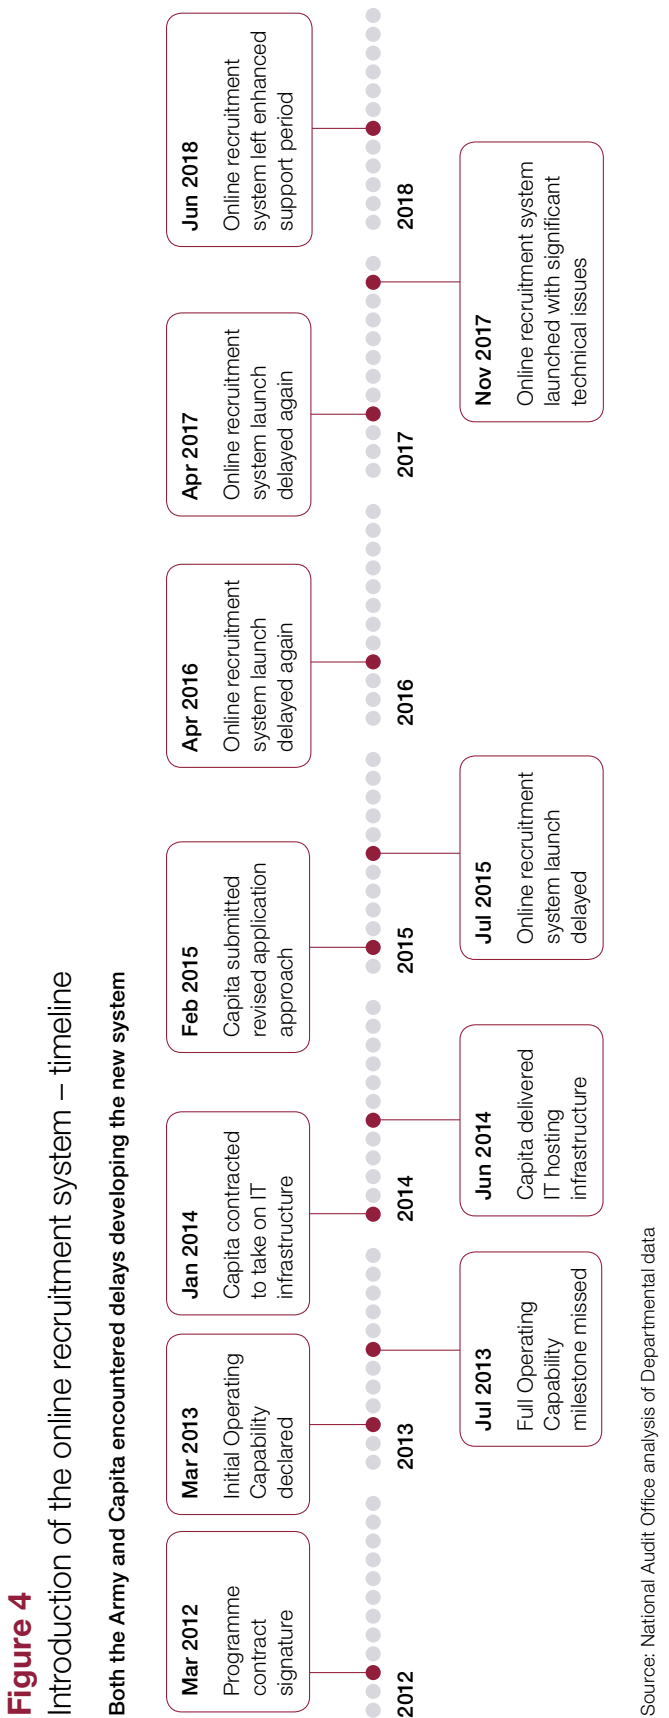 Figure 4
Introduction of the online recruitment system – timeline
Both the Army and Capita encountered delays developing the new system
Mar 2012
Programme
contract
signature
Mar 2013
Initial Operating
Capability
declared
Jan 2014
Capita contracted
to take on IT
infrastructure
Feb 2015
Capita submitted
revised application
approach
Apr 2016
Online recruitment
system launch
delayed again
Apr 2017
Online recruitment
system launch
delayed again
Jun 2018
Online recruitment
system left enhanced
support period
2012
2013
2014
2015
2016
2017
2018
Jul 2013
Full Operating
Capability
milestone missed
Jun 2014
Capita delivered
IT hosting
infrastructure
Jul 2015
Online recruitment
system launch
delayed
Nov 2017
Online recruitment system
launched with significant
technical issues
Source: National Audit Office analysis of Departmental data